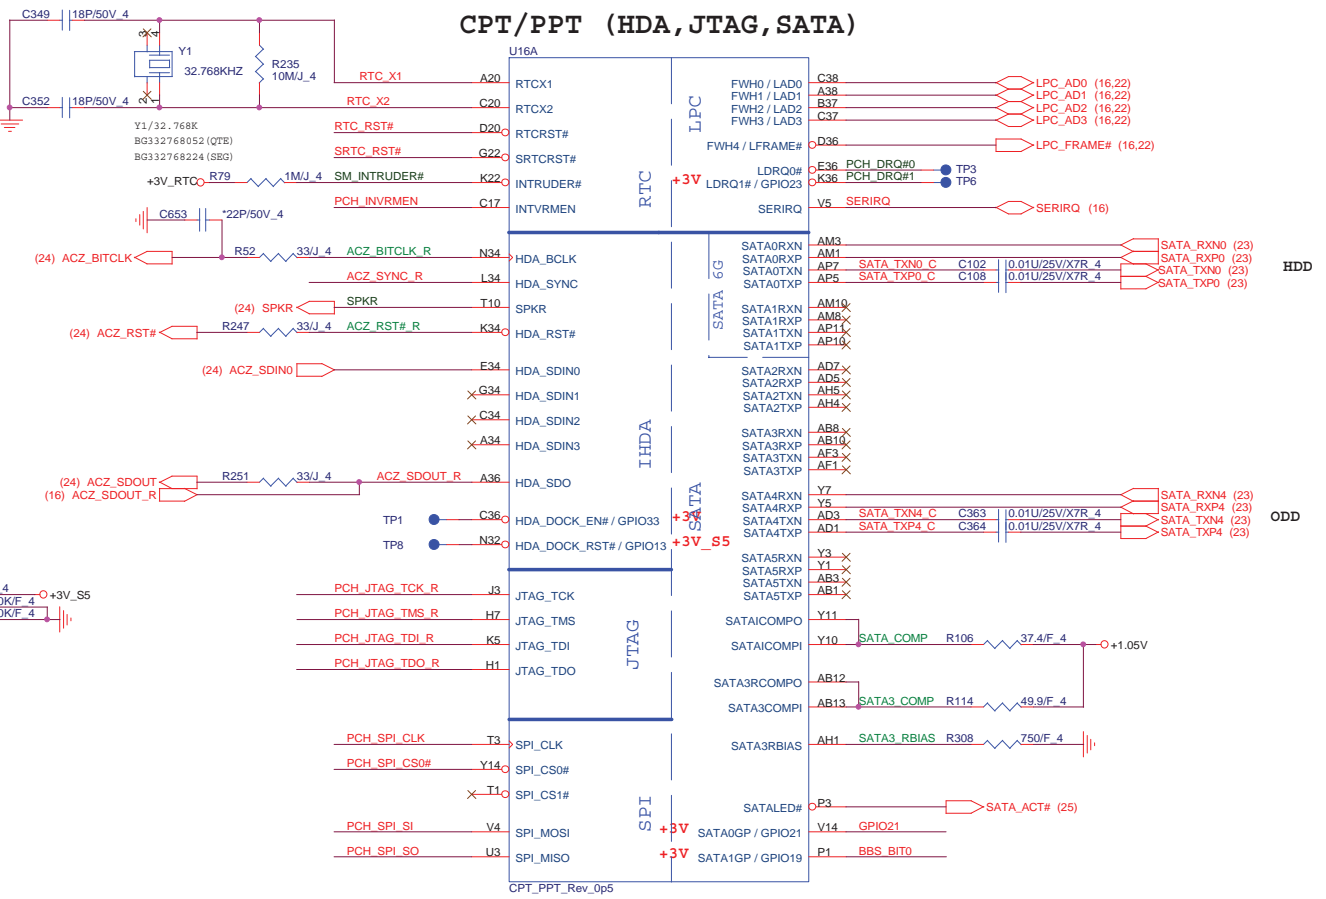 CPT/PPT (HDA,JTAG,SATA)
C349
18P/50V_4
3
4
Y1
32.768KHZ
R235
10M/J_4
2
1
C352
18P/50V_4
Y1/32.768K
BG332768052(QTE)
BG332768224(SEG)
RTC_X1
RTC_X2
RTC_RST#
SRTC_RST#
+3V_RTC
R79
1M/J_4
SM_INTRUDER#
PCH_INVRMEN
C653
*22P/50V_4
(24) ACZ_BITCLK
R52
33/J_4
ACZ_BITCLK_R
ACZ_SYNC_R
(24) SPKR
SPKR
(24) ACZ_RST#
R247
33/J_4
ACZ_RST#_R
(24) ACZ_SDIN0
(24) ACZ_SDOUT
(16) ACZ_SDOUT_R
R251
33/J_4
ACZ_SDOUT_R
TP1
TP8
_4
0K/F_4
0K/F_4
+3V_S5
PCH_JTAG_TCK_R
PCH_JTAG_TMS_R
PCH_JTAG_TDI_R
PCH_JTAG_TDO_R
PCH_SPI_CLK
PCH_SPI_CS0#
PCH_SPI_SI
PCH_SPI_SO
U16A
A20 RTCX1
C20 RTCX2
D20 RTCRST#
G22 SRTCRST#
K22 INTRUDER#
C17 INTVRMEN
N34 HDA_BCLK
L34 HDA_SYNC
T10 SPKR
K34 HDA_RST#
E34 HDA_SDIN0
G34 HDA_SDIN1
C34 HDA_SDIN2
A34 HDA_SDIN3
A36 HDA_SDO
C36 HDA_DOCK_EN# / GPIO33
+3V
N32 HDA_DOCK_RST# / GPIO13
+3V_S5
J3 JTAG_TCK
H7 JTAG_TMS
K5 JTAG_TDI
H1 JTAG_TDO
T3 SPI_CLK
Y14 SPI_CS0#
T1 SPI_CS1#
V4 SPI_MOSI
U3 SPI_MISO
RTC
LPC
IHDA
SATA 6G
SATA
JTAG
SPI
FWH0 / LAD0 C38 LPC_AD0 (16,22)
FWH1 / LAD1 A38 LPC_AD1 (16,22)
FWH2 / LAD2 B37 LPC_AD2 (16,22)
FWH3 / LAD3 C37 LPC_AD3 (16,22)
FWH4 / LFRAME# D36 LPC_FRAME# (16,22)
LDRQ0# E36 PCH_DRQ#0 TP3
+3V LDRQ1# / GPIO23 K36 PCH_DRQ#1 TP6
SERIRQ V5 SERIRQ SERIRQ (16)
SATA0RXN AM3 SATA_RXN0 (23)
SATA0RXP AM1 SATA_RXP0 (23)
SATA0TXN AP7 SATA_TXN0_C C102 0.01U/25V/X7R_4 SATA_TXN0 (23)
SATA0TXP AP5 SATA_TXP0_C C108 0.01U/25V/X7R_4 SATA_TXP0 (23)
HDD
SATA1RXN AM10
SATA1RXP AM8
SATA1TXN AP11
SATA1TXP AP10
SATA2RXN AD7
SATA2RXP AD5
SATA2TXN AH5
SATA2TXP AH4
SATA3RXN AB8
SATA3RXP AB10
SATA3TXN AF3
SATA3TXP AF1
SATA4RXN Y7 SATA_RXN4 (23)
SATA4RXP Y5 SATA_RXP4 (23)
SATA4TXN AD3 SATA_TXN4_C C363 0.01U/25V/X7R_4 SATA_TXN4 (23)
SATA4TXP AD1 SATA_TXP4_C C364 0.01U/25V/X7R_4 SATA_TXP4 (23)
ODD
SATA5RXN Y3
SATA5RXP Y1
SATA5TXN AB3
SATA5TXP AB1
SATAICOMPO Y11
SATAICOMPI Y10 SATA_COMP R106 37.4/F_4 +1.05V
SATA3RCOMPO AB12
SATA3COMPI AB13 SATA3_COMP R114 49.9/F_4
SATA3RBIAS AH1 SATA3_RBIAS R308 750/F_4
SATALED# P3 SATA_ACT# (25)
+3V SATA0GP / GPIO21 V14 GPIO21
+3V SATA1GP / GPIO19 P1 BBS_BIT0
CPT_PPT_Rev_0p5